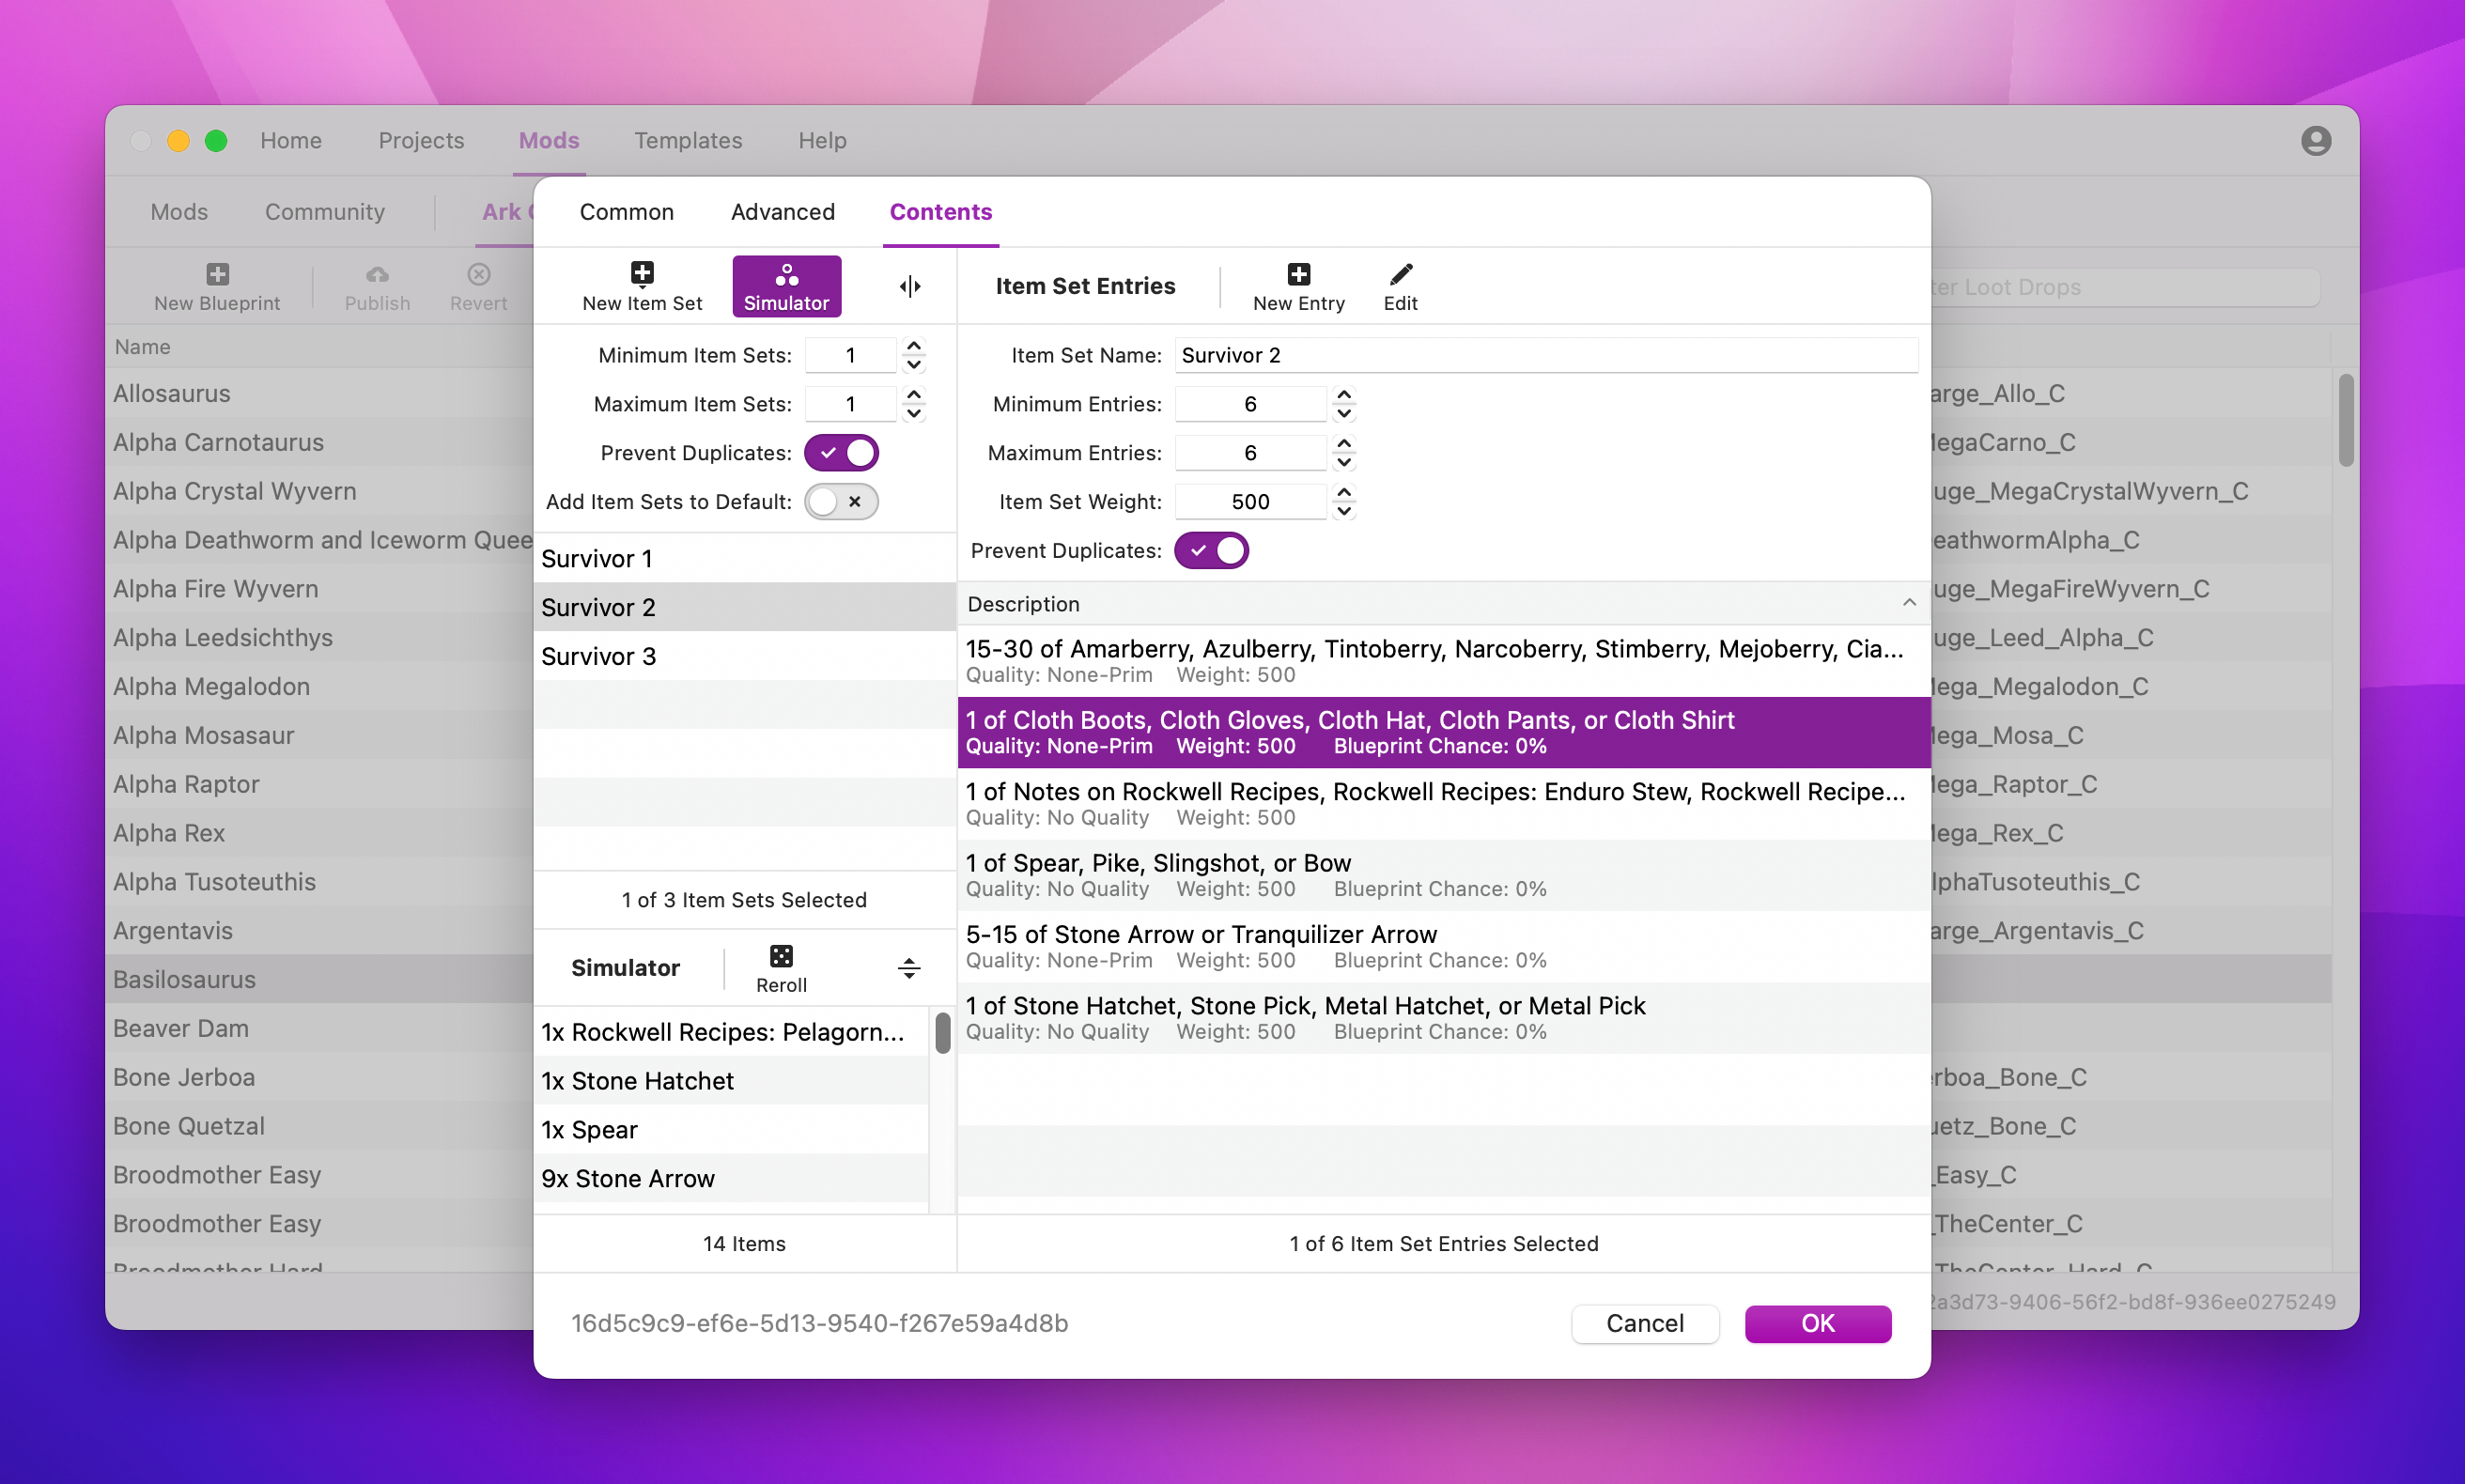 Home Projects Mods Templates Help
Mods Community Ark
Common Advanced Contents
New Blueprint Publish Revert
New Item Set Simulator
Item Set Entries New Entry Edit
Loot Drops
Name
Allosaurus
Alpha Carnotaurus
Alpha Crystal Wyvern
Alpha Deathworm and Iceworm Quee
Alpha Fire Wyvern
Alpha Leedsichthys
Alpha Megalodon
Alpha Mosasaur
Alpha Raptor
Alpha Rex
Alpha Tusoteuthis
Argentavis
Basilosaurus
Beaver Dam
Bone Jerboa
Bone Quetzal
Broodmother Easy
Broodmother Easy
Broodmother Hard
Minimum Item Sets: 1
Maximum Item Sets: 1
Prevent Duplicates:
Add Item Sets to Default:
Survivor 1
Survivor 2
Survivor 3
1 of 3 Item Sets Selected
Simulator Reroll
1x Rockwell Recipes: Pelagorn...
1x Stone Hatchet
1x Spear
9x Stone Arrow
14 Items
Item Set Name: Survivor 2
Minimum Entries: 6
Maximum Entries: 6
Item Set Weight: 500
Prevent Duplicates:
Description
15-30 of Amarberry, Azulberry, Tintoberry, Narcoberry, Stimberry, Mejoberry, Cia...
Quality: None-Prim Weight: 500
1 of Cloth Boots, Cloth Gloves, Cloth Hat, Cloth Pants, or Cloth Shirt
Quality: None-Prim Weight: 500 Blueprint Chance: 0%
1 of Notes on Rockwell Recipes, Rockwell Recipes: Enduro Stew, Rockwell Recipe...
Quality: No Quality Weight: 500
1 of Spear, Pike, Slingshot, or Bow
Quality: No Quality Weight: 500 Blueprint Chance: 0%
5-15 of Stone Arrow or Tranquilizer Arrow
Quality: None-Prim Weight: 500 Blueprint Chance: 0%
1 of Stone Hatchet, Stone Pick, Metal Hatchet, or Metal Pick
Quality: No Quality Weight: 500 Blueprint Chance: 0%
1 of 6 Item Set Entries Selected
arge_Allo_C
egaCarno_C
uge_MegaCrystalWyvern_C
eathwormAlpha_C
uge_MegaFireWyvern_C
uge_Leed_Alpha_C
ega_Megalodon_C
ega_Mosa_C
ega_Raptor_C
ega_Rex_C
lphaTusoteuthis_C
arge_Argentavis_C
rboa_Bone_C
uetz_Bone_C
_Easy_C
_TheCenter_C
_TheCenter_Hard_C
16d5c9c9-ef6e-5d13-9540-f267e59a4d8b
Cancel OK
2a3d73-9406-56f2-bd8f-936ee0275249